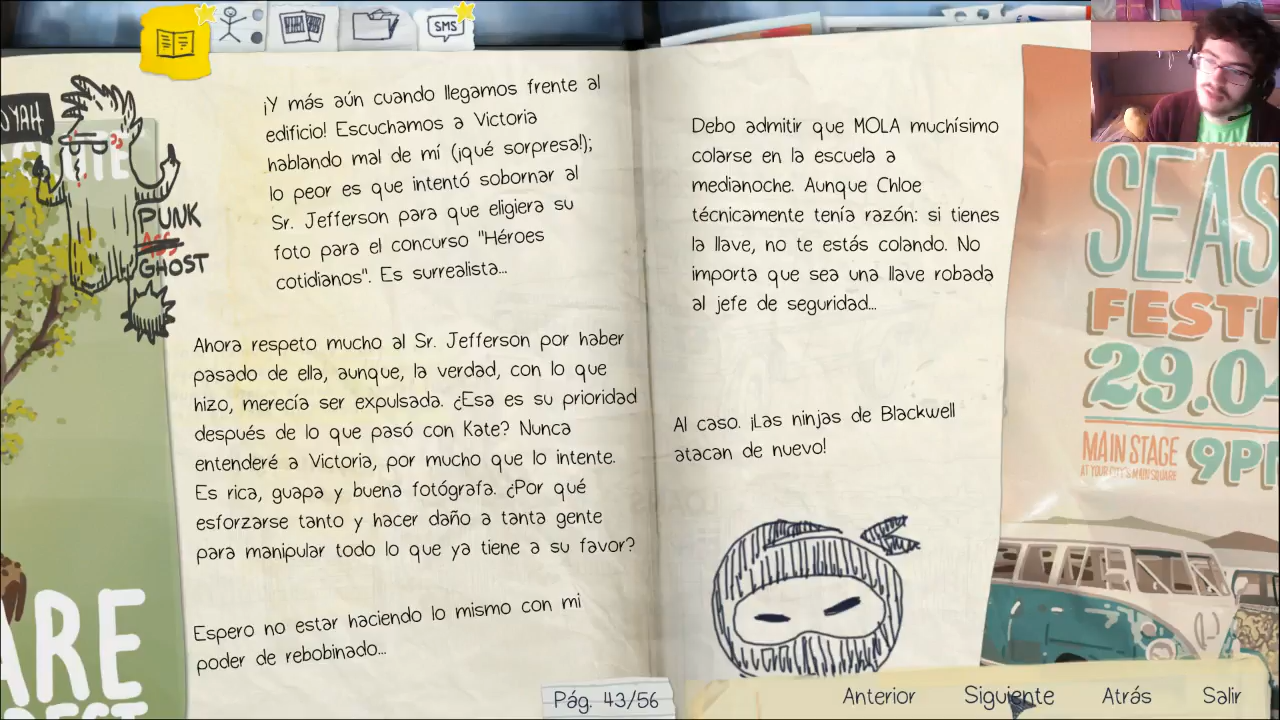 SMS
¡Y más aún cuando llegamos frente al
edificio! Escuchamos a Victoria
hablando mal de mí (¡qué sorpresa!);
lo peor es que intentó sobornar al
Sr. Jefferson para que eligiera su
foto para el concurso "Héroes
cotidianos". Es surrealista...
PUNK
ASS
GHOST
Ahora respeto mucho al Sr. Jefferson por haber
pasado de ella, aunque, la verdad, con lo que
hizo, merecía ser expulsada. ¿Esa es su prioridad
después de lo que pasó con Kate? Nunca
entenderé a Victoria, por mucho que lo intente.
Es rica, guapa y buena fotógrafa. ¿Por qué
esforzarse tanto y hacer daño a tanta gente
para manipular todo lo que ya tiene a su favor?
Espero no estar haciendo lo mismo con mi
poder de rebobinado...
ARE
Debo admitir que MOLA muchísimo
colarse en la escuela a
medianoche. Aunque Chloe
técnicamente tenía razón: si tienes
la llave, no te estás colando. No
importa que sea una llave robada
al jefe de seguridad...
Al caso. ¡Las ninjas de Blackwell
atacan de nuevo!
SEAS
FESTI
29.0
MAIN STAGE
AT YOUR CITY'S MAIN SQUARE
9P
Pág. 43/56
Anterior
Siguiente
Atrás
Salir